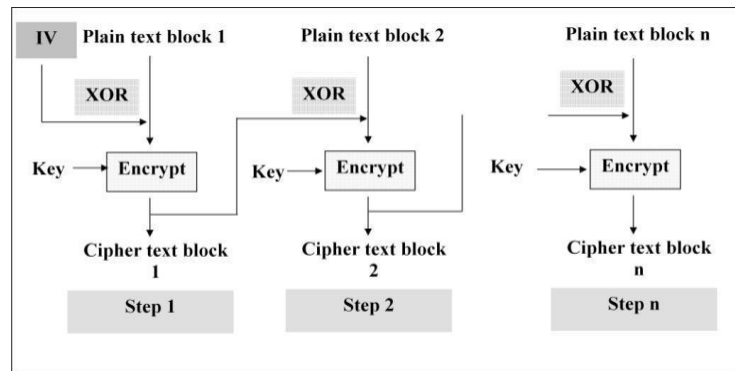 IV Plain text block 1 Plain text block 2 Plain text block n
XOR XOR XOR
Key Encrypt Key Encrypt Key Encrypt
Cipher text block Cipher text block Cipher text block
1 2 n
Step 1 Step 2 Step n